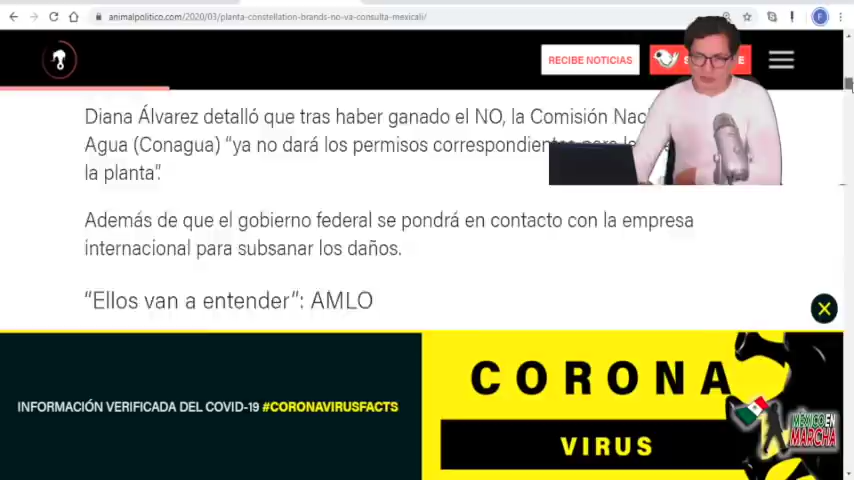 animalpolitico.com/2020/03/planta-constellation-brands-no-va-consulta-mexicali/
RECIBE NOTICIAS
Diana Álvarez detalló que tras haber ganado el NO, la Comisión
Agua (Conagua) “ya no dará los permisos correspondientes
la planta”.
Además de que el gobierno federal se pondrá en contacto con la empresa
internacional para subsanar los daños.
“Ellos van a entender”: AMLO
INFORMACIÓN VERIFICADA DEL COVID-19 #CORONAVIRUSFACTS
CORONA
VIRUS
MÉXICO EN
MARCHA